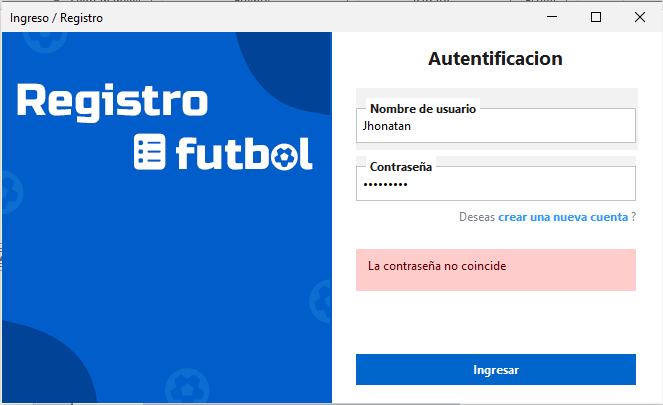 Ingreso / Registro
Registro
futbol
Autentificacion
Nombre de usuario
Jhonatan
Contraseña
•••••••••
Deseas crear una nueva cuenta ?
La contraseña no coincide
Ingresar